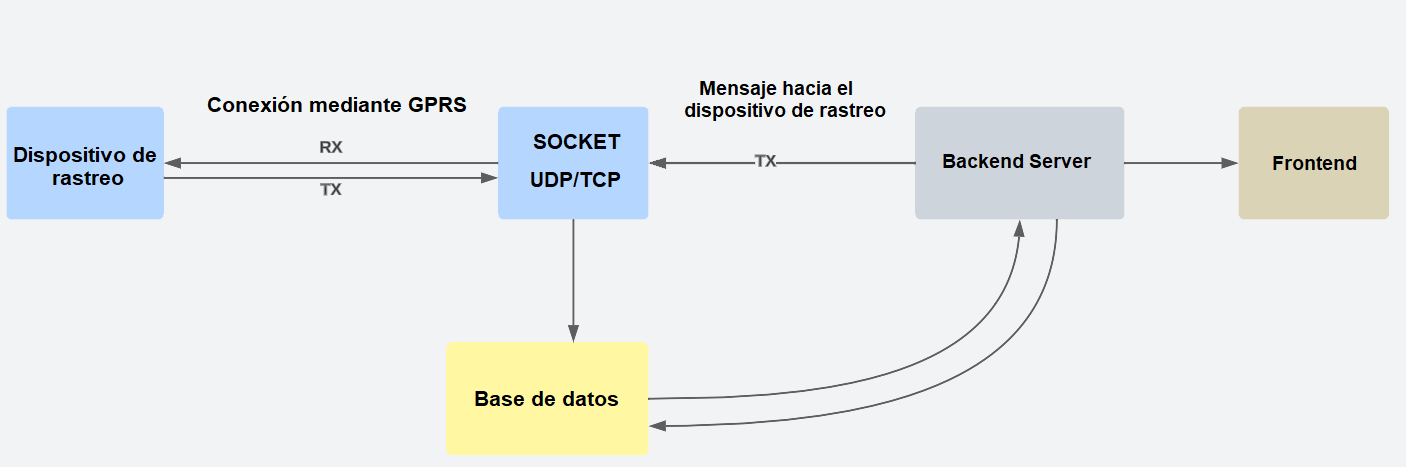 Conexión mediante GPRS
Mensaje hacia el
dispositivo de rastreo
Dispositivo de
rastreo
RX
TX
SOCKET
UDP/TCP
TX
Backend Server
Frontend
Base de datos